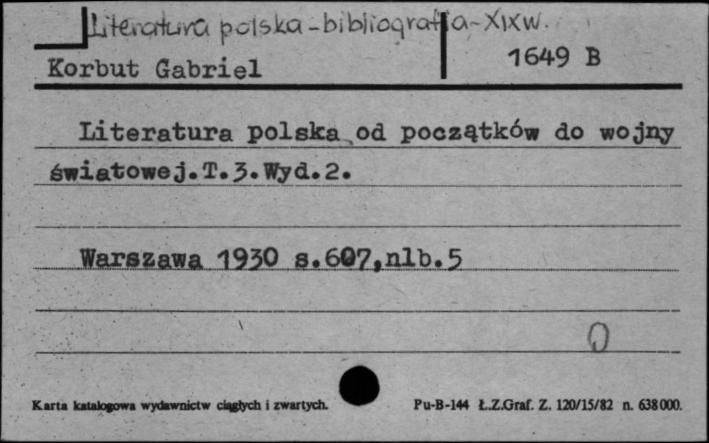 Literatura polska-bibliografia-XIXw.
Korbut Gabriel
1649 B
Literatura polska od początków do wojny
światowej.T.3.Wyd.2.
Warszawa 1930 s.607,nlb.5
Karta katalogowa wydawnictw ciągłych i zwartych.
Pu-B-144 Ł.Z.Graf. Z. 120/15/82 n. 638000.